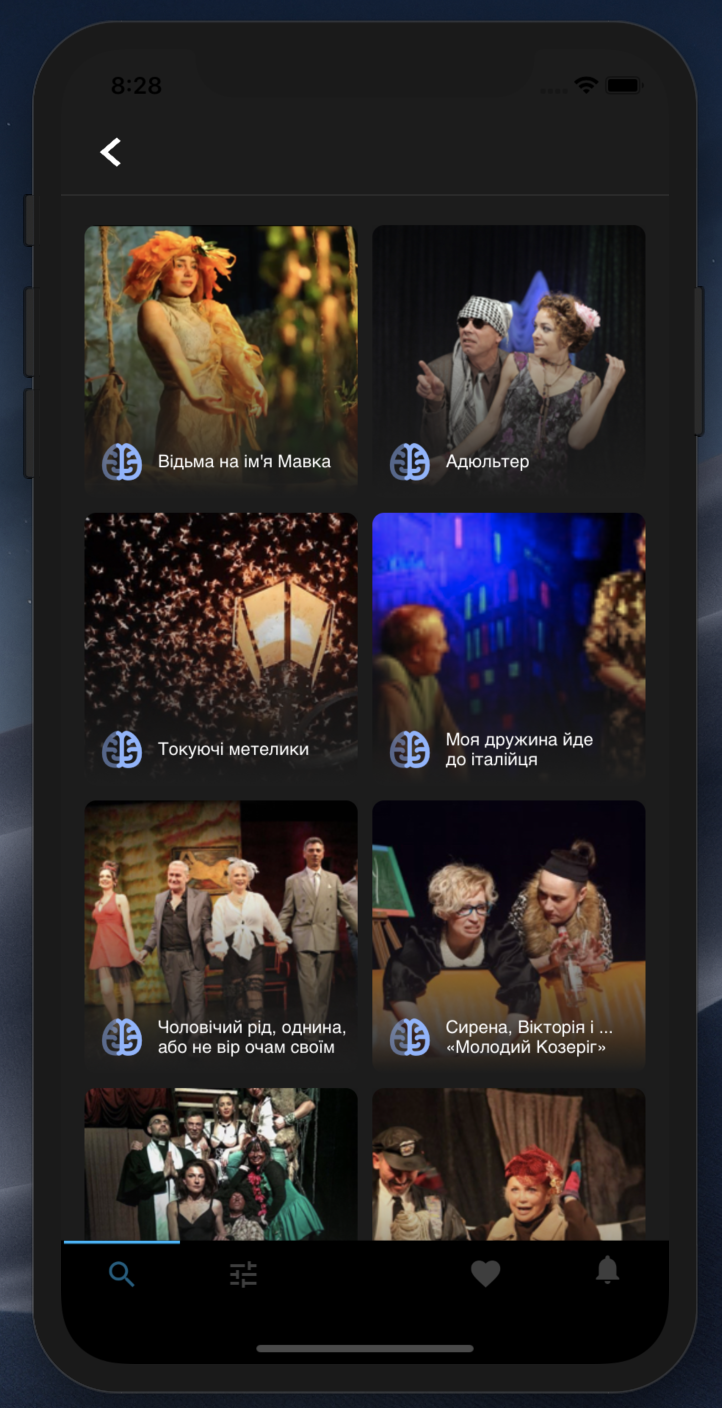 8:28
Відьма на ім'я Мавка
Адюльтер
Токуючі метелики
Моя дружина йде
до італійця
Чоловічий рід, однина,
або не вір очам своїм
Сирена, Вікторія і ...
«Молодий Козеріг»